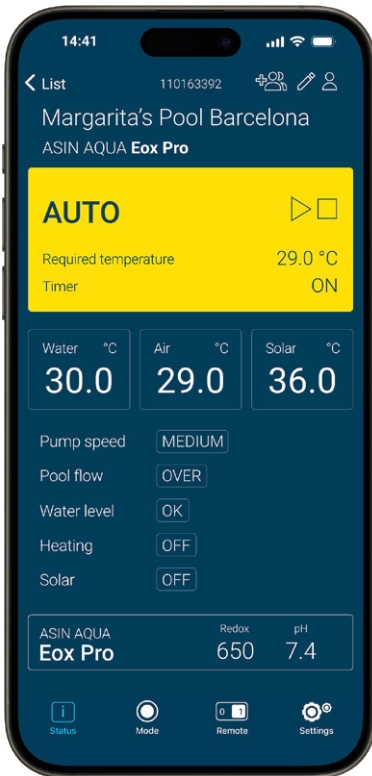 14:41
List 110163392
Margarita's Pool Barcelona
ASIN AQUA Eox Pro
AUTO
Required temperature 29.0 °C
Timer ON
Water °C Air °C Solar °C
30.0 29.0 36.0
Pump speed MEDIUM
Pool flow OVER
Water level OK
Heating OFF
Solar OFF
ASIN AQUA Redox pH
Eox Pro 650 7.4
i 0 1
Status Mode Remote Settings